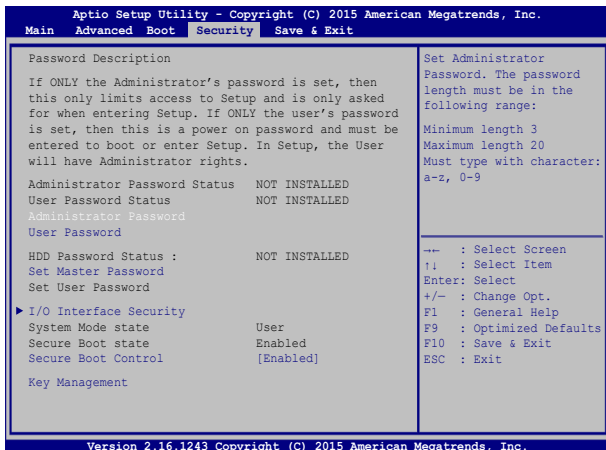 Aptio Setup Utility - Copyright (C) 2015 American Megatrends, Inc.
Main Advanced Boot Security Save & Exit
Password Description
If ONLY the Administrator's password is set, then
this only limits access to Setup and is only asked
for when entering Setup. If ONLY the user's password
is set, then this is a power on password and must be
entered to boot or enter Setup. In Setup, the User
will have Administrator rights.
Administrator Password Status NOT INSTALLED
User Password Status NOT INSTALLED
Administrator Password
User Password
HDD Password Status : NOT INSTALLED
Set Master Password
Set User Password
I/O Interface Security
System Mode state User
Secure Boot state Enabled
Secure Boot Control [Enabled]
Key Management
Set Administrator
Password. The password
length must be in the
following range:
Minimum length 3
Maximum length 20
Must type with character:
a-z, 0-9
→← : Select Screen
↑↓ : Select Item
Enter: Select
+/— : Change Opt.
F1 : General Help
F9 : Optimized Defaults
F10 : Save & Exit
ESC : Exit
Version 2.16.1243 Copyright (C) 2015 American Megatrends, Inc.